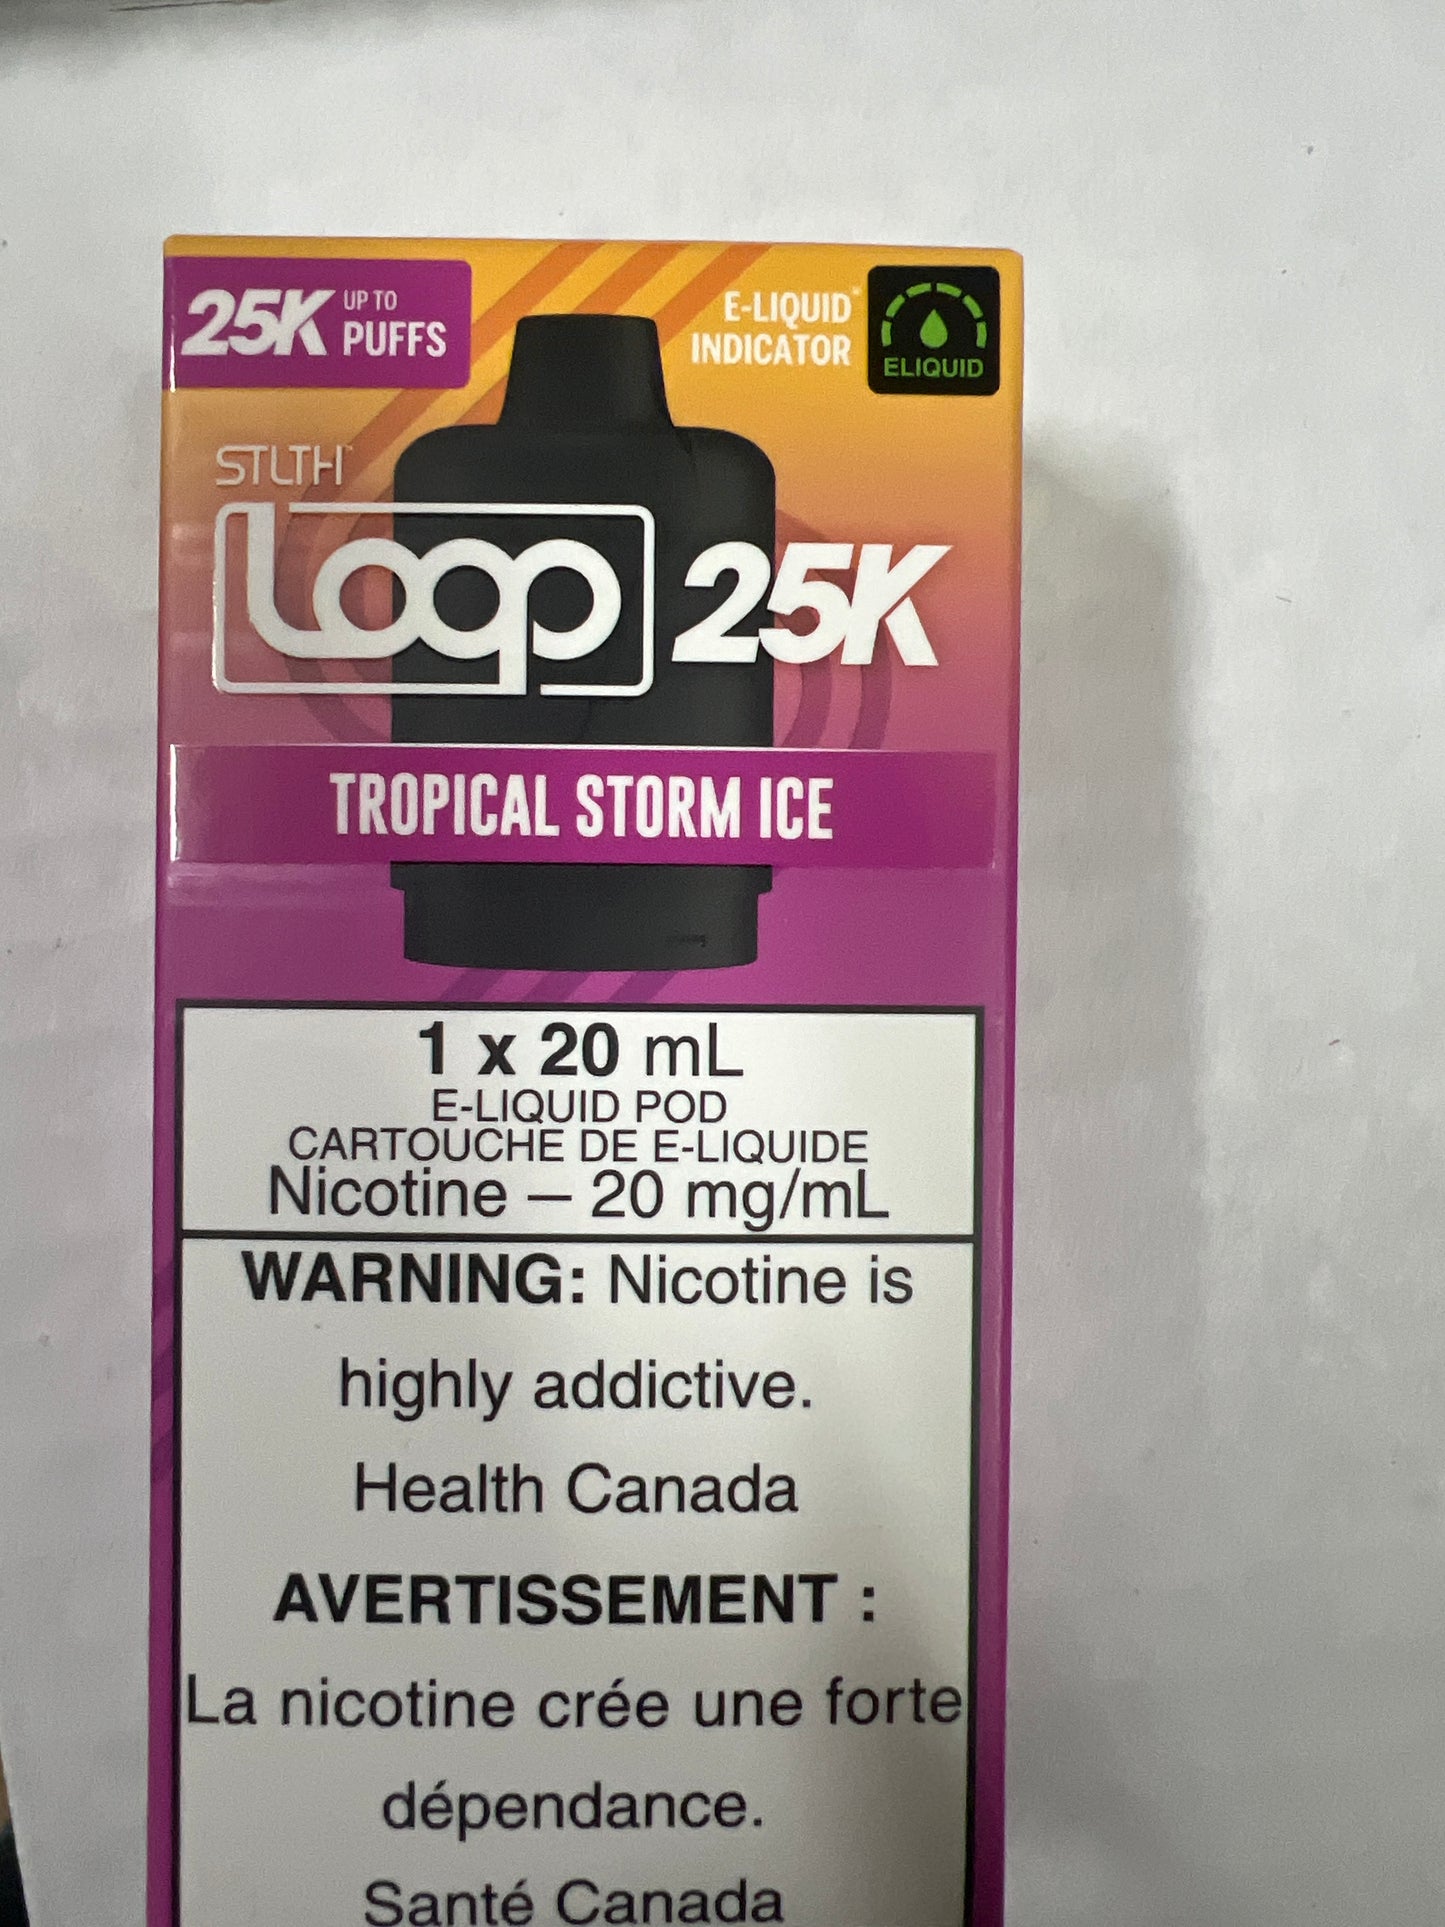 25K UP TO PUFFS
E-LIQUID* INDICATOR
ELIQUID
STLTH™
Loop 25K
TROPICAL STORM ICE
1 x 20 mL
E-LIQUID POD
CARTOUCHE DE E-LIQUIDE
Nicotine – 20 mg/mL
WARNING: Nicotine is
highly addictive.
Health Canada
AVERTISSEMENT :
La nicotine crée une forte
dépendance.
Santé Canada